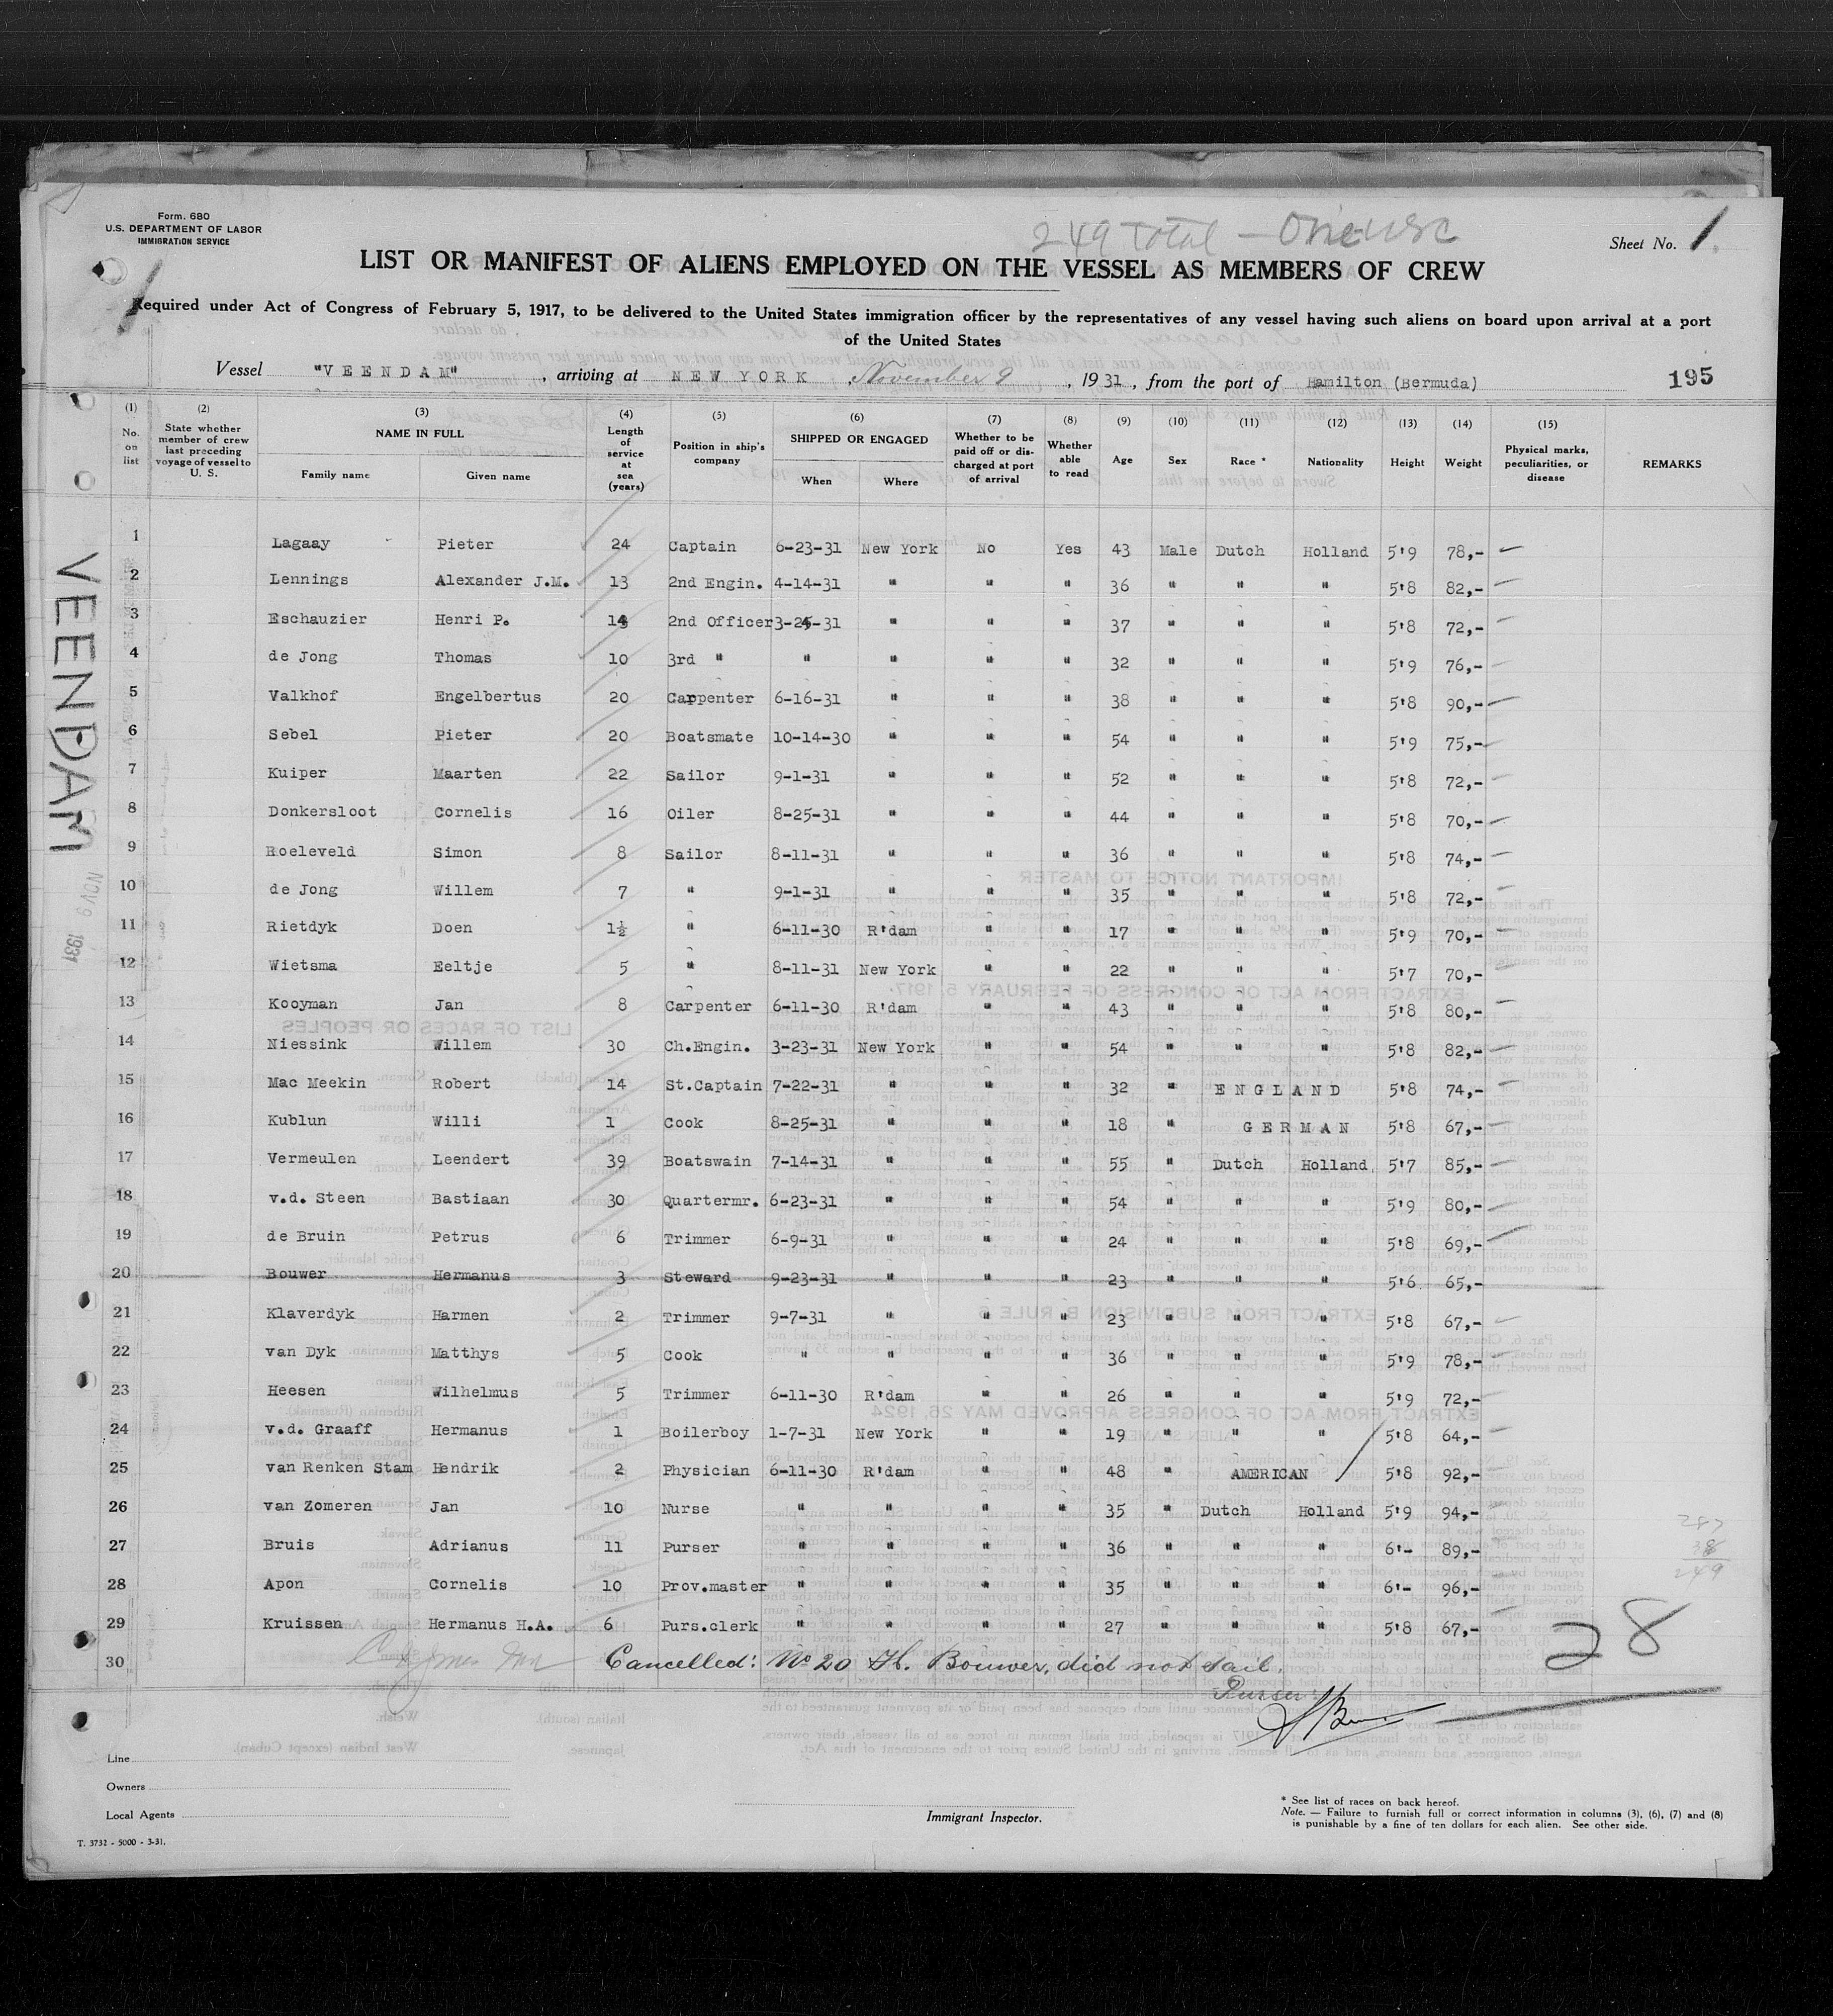 Form. 680
U.S. DEPARTMENT OF LABOR
IMMIGRATION SERVICE
249 Total -
Sheet No. 1.
LIST OR MANIFEST OF ALIENS EMPLOYED ON THE VESSEL AS MEMBERS OF CREW
Required under Act of Congress of February 5, 1917, to be delivered to the United States immigration officer by the representatives of any vessel having such aliens on board upon arrival at a port
of the United States
Vessel "VEENDAM", arriving at NEW YORK, November 9, 1931, from the port of Hamilton (Bermuda) 195
(1) No. on list (2) State whether member of crew last preceding voyage of vessel to U. S. (3) NAME IN FULL Family name Given name (4) Length of service at sea (years) (5) Position in ship's company (6) SHIPPED OR ENGAGED When Where (7) Whether to be paid off or discharged at port of arrival (8) Whether able to read (9) Age (10) Sex (11) Race * (12) Nationality (13) Height (14) Weight (15) Physical marks, peculiarities, or disease REMARKS
1 Lagaay Pieter 24 Captain 6-23-31 New York No Yes 43 Male Dutch Holland 5'9 78,-
2 Lennings Alexander J.M. 13 2nd Engin. 4-14-31 " " " 36 " " " 5'8 82,-
3 Eschauzier Henri P. 2nd Officer " " " 37 " " " 5'8 72,-
4 de Jong Thomas 10 3rd " " " " " 32 " " " 5'9 76,-
5 Valkhof Engelbertus 20 Carpenter 6-16-31 " " " 38 " " " 5'8 90,-
6 Sebel Pieter 20 Boatsmate 10-14-30 " " " 54 " " " 5'9 75,-
7 Kuiper Maarten 22 Sailor 9-1-31 " " " 52 " " " 5'8 72,-
8 Donkersloot Cornelis 16 Oiler 8-25-31 " " " 44 " " " 5'8 70,-
9 Roeleveld Simon 8 Sailor 8-11-31 " " " 36 " " " 5'8 74,-
10 de Jong Willem 7 " 9-1-31 " " " 35 " " " 5'8 72,-
11 Rietdyk Doen 1½ " 6-11-30 R'dam " " 17 " " " 5'9 70,-
12 Wietsma Eeltje 5 " 8-11-31 New York " " 22 " " " 5'7 70,-
13 Kooyman Jan 8 Carpenter 6-11-30 R'dam " " 43 " " " 5'8 80,-
14 Niessink Willem 30 Ch.Engin. 3-23-31 New York " " 54 " " " 5'8 82,-
15 Mac Meekin Robert 14 St.Captain 7-22-31 " " " 32 " ENGLAND 5'8 74,-
16 Kublun Willi 1 Cook 8-25-31 " " " 18 " GERMAN 5'8 67,-
17 Vermeulen Leendert 39 Boatswain 7-14-31 " " " 55 " Dutch Holland 5'7 85,-
18 v.d. Steen Bastiaan 30 Quartermr. 6-23-31 " " " 54 " " " 5'9 80,-
19 de Bruin Petrus 6 Trimmer 6-9-31 " " " 24 " " " 5'8 69,-
20 Bouwer Hermanus 3 Steward 9-23-31 " " " 23 " " " 5'6 65,-
21 Klaverdyk Harmen 2 Trimmer 9-7-31 " " " 23 " " " 5'8 67,-
22 van Dyk Matthys 5 Cook " " " " 36 " " " 5'9 78,-
23 Heesen Wilhelmus 5 Trimmer 6-11-30 R'dam " " 26 " " " 5'9 72,-
24 v.d. Graaff Hermanus 1 Boilerboy 1-7-31 New York " " 19 " " " 5'8 64,-
25 van Renken Stam Hendrik 2 Physician 6-11-30 R'dam " " 48 " AMERICAN 5'8 92,-
26 van Zomeren Jan 10 Nurse " " " " 35 " Dutch Holland 5'9 94,-
27 Bruis Adrianus 11 Purser " " " " 36 " " " 6'- 89,-
28 Apon Cornelis 10 Prov.master " " " " 35 " " " 6'- 96,-
29 Kruissen Hermanus H.A. 6 Purs.clerk " " " " 27 " " " 5'8 67,-
30 Cancelled: No 20 H. Bouwer, did not sail.
Purser:
28
249
VEENDAM
NOV 9 1931
Line
Owners
Local Agents
Immigrant Inspector.
* See list of races on back hereof.
Note. — Failure to furnish full or correct information in columns (3), (6), (7) and (8)
is punishable by a fine of ten dollars for each alien. See other side.
T. 3732 - 5000 - 3-31.